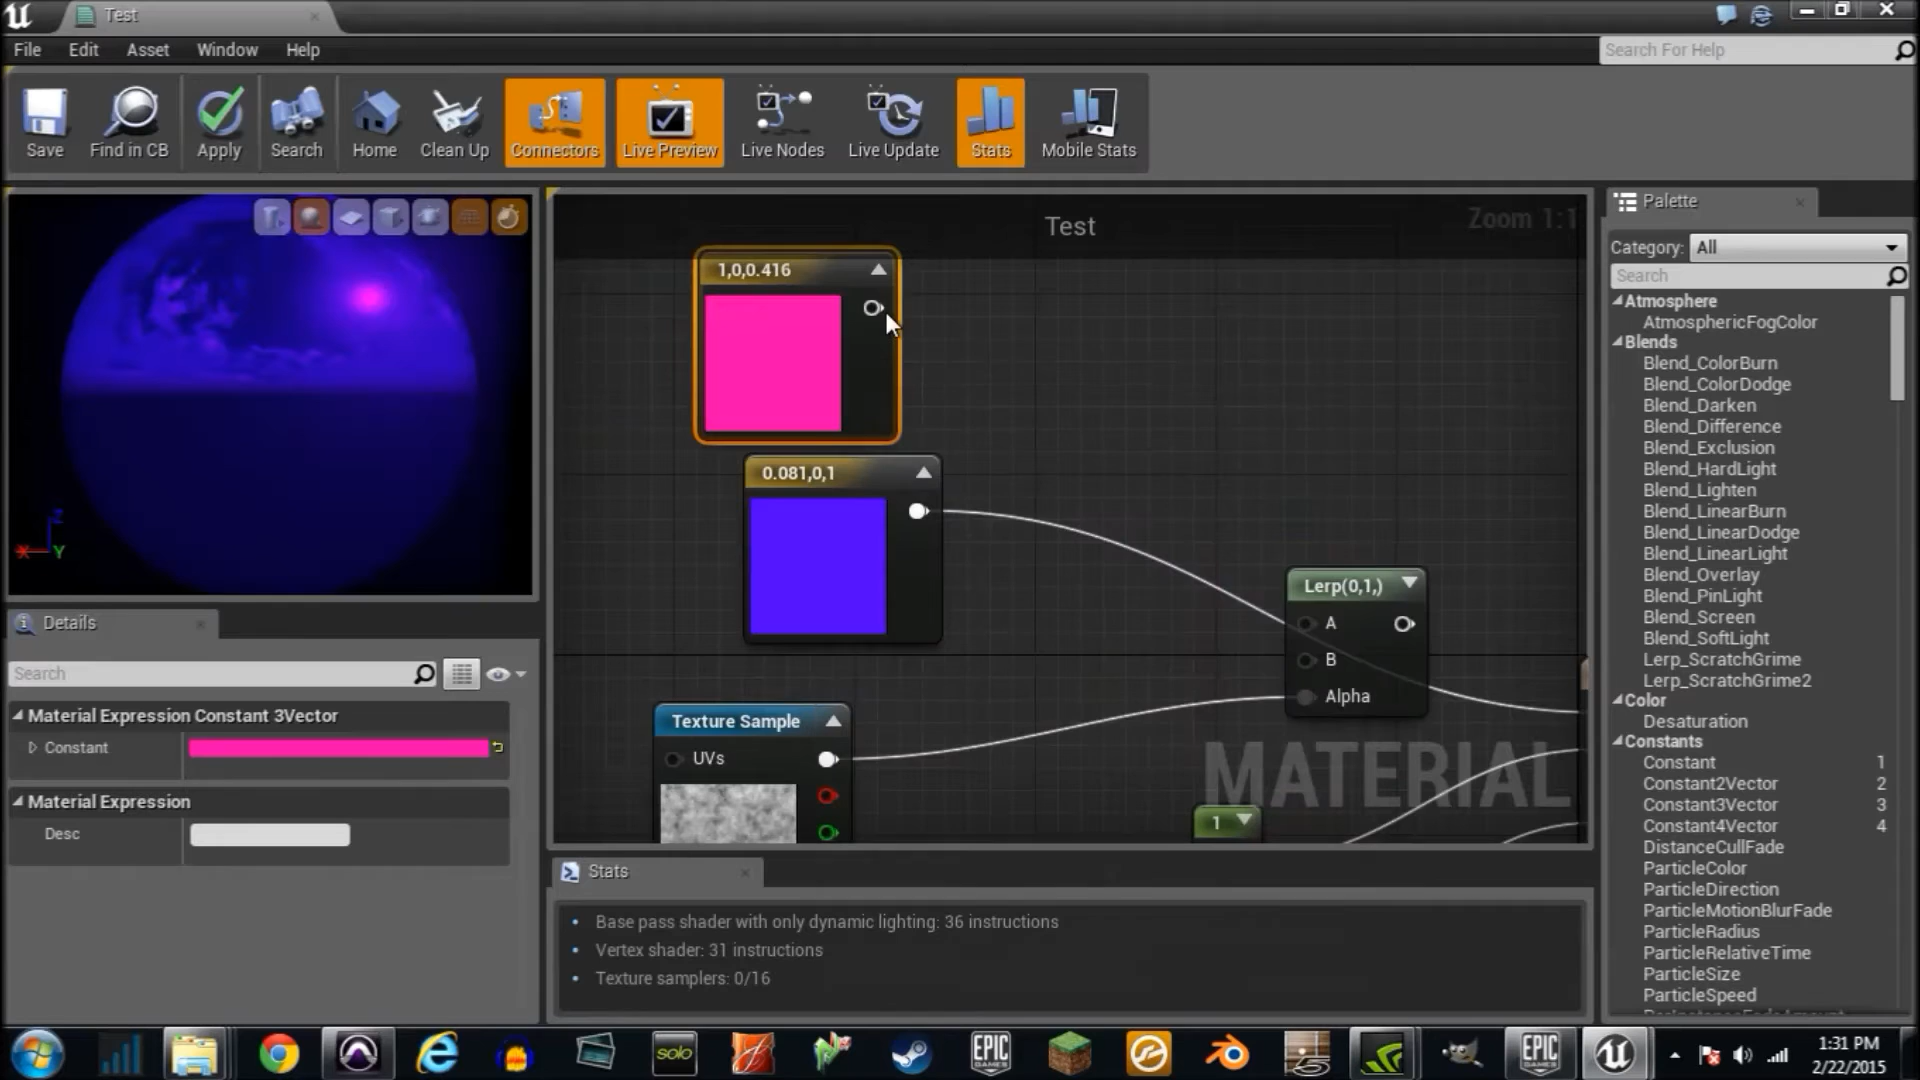 Test
File Edit Asset Window Help
Search For Help
Save Find in CB Apply Search Home Clean Up Connectors Live Preview Live Nodes Live Update Stats Mobile Stats
Test
Zoom 1:1
1,0,0.416
0.081,0,1
Lerp(0,1,)
A
B
Alpha
Texture Sample
UVs
MATERIAL
1
Z
X Y
Details
Search
Material Expression Constant 3Vector
Constant
Material Expression
Desc
Stats
Base pass shader with only dynamic lighting: 36 instructions
Vertex shader: 31 instructions
Texture samplers: 0/16
Palette
Category: All
Search
Atmosphere
AtmosphericFogColor
Blends
Blend_ColorBurn
Blend_ColorDodge
Blend_Darken
Blend_Difference
Blend_Exclusion
Blend_HardLight
Blend_Lighten
Blend_LinearBurn
Blend_LinearDodge
Blend_LinearLight
Blend_Overlay
Blend_PinLight
Blend_Screen
Blend_SoftLight
Lerp_ScratchGrime
Lerp_ScratchGrime2
Color
Desaturation
Constants
Constant 1
Constant2Vector 2
Constant3Vector 3
Constant4Vector 4
DistanceCullFade
ParticleColor
ParticleDirection
ParticleMotionBlurFade
ParticleRadius
ParticleRelativeTime
ParticleSize
ParticleSpeed
solo
EPIC GAMES
EPIC GAMES
1:31 PM
2/22/2015